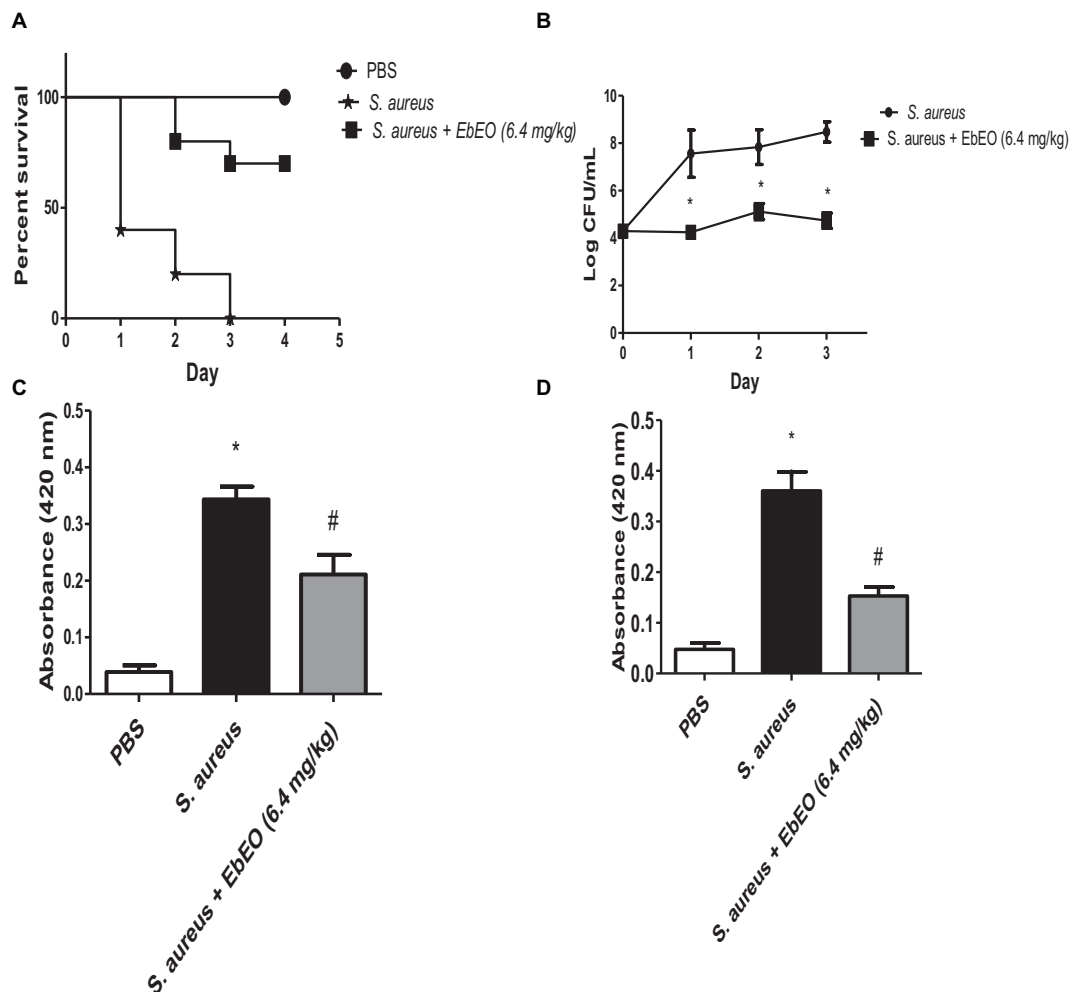 A
Percent survival
100
50
0
0 1 2 3 4 5
Day
PBS
S. aureus
S. aureus + EbEO (6.4 mg/kg)
B
Log CFU/mL
10
8
6
4
2
0
0 1 2 3
Day
* * *
S. aureus
S. aureus + EbEO (6.4 mg/kg)
C
Absorbance (420 nm)
0.5
0.4
0.3
0.2
0.1
0.0
*
#
PBS
S. aureus
S. aureus + EbEO (6.4 mg/kg)
D
Absorbance (420 nm)
0.5
0.4
0.3
0.2
0.1
0.0
*
#
PBS
S. aureus
S. aureus + EbEO (6.4 mg/kg)